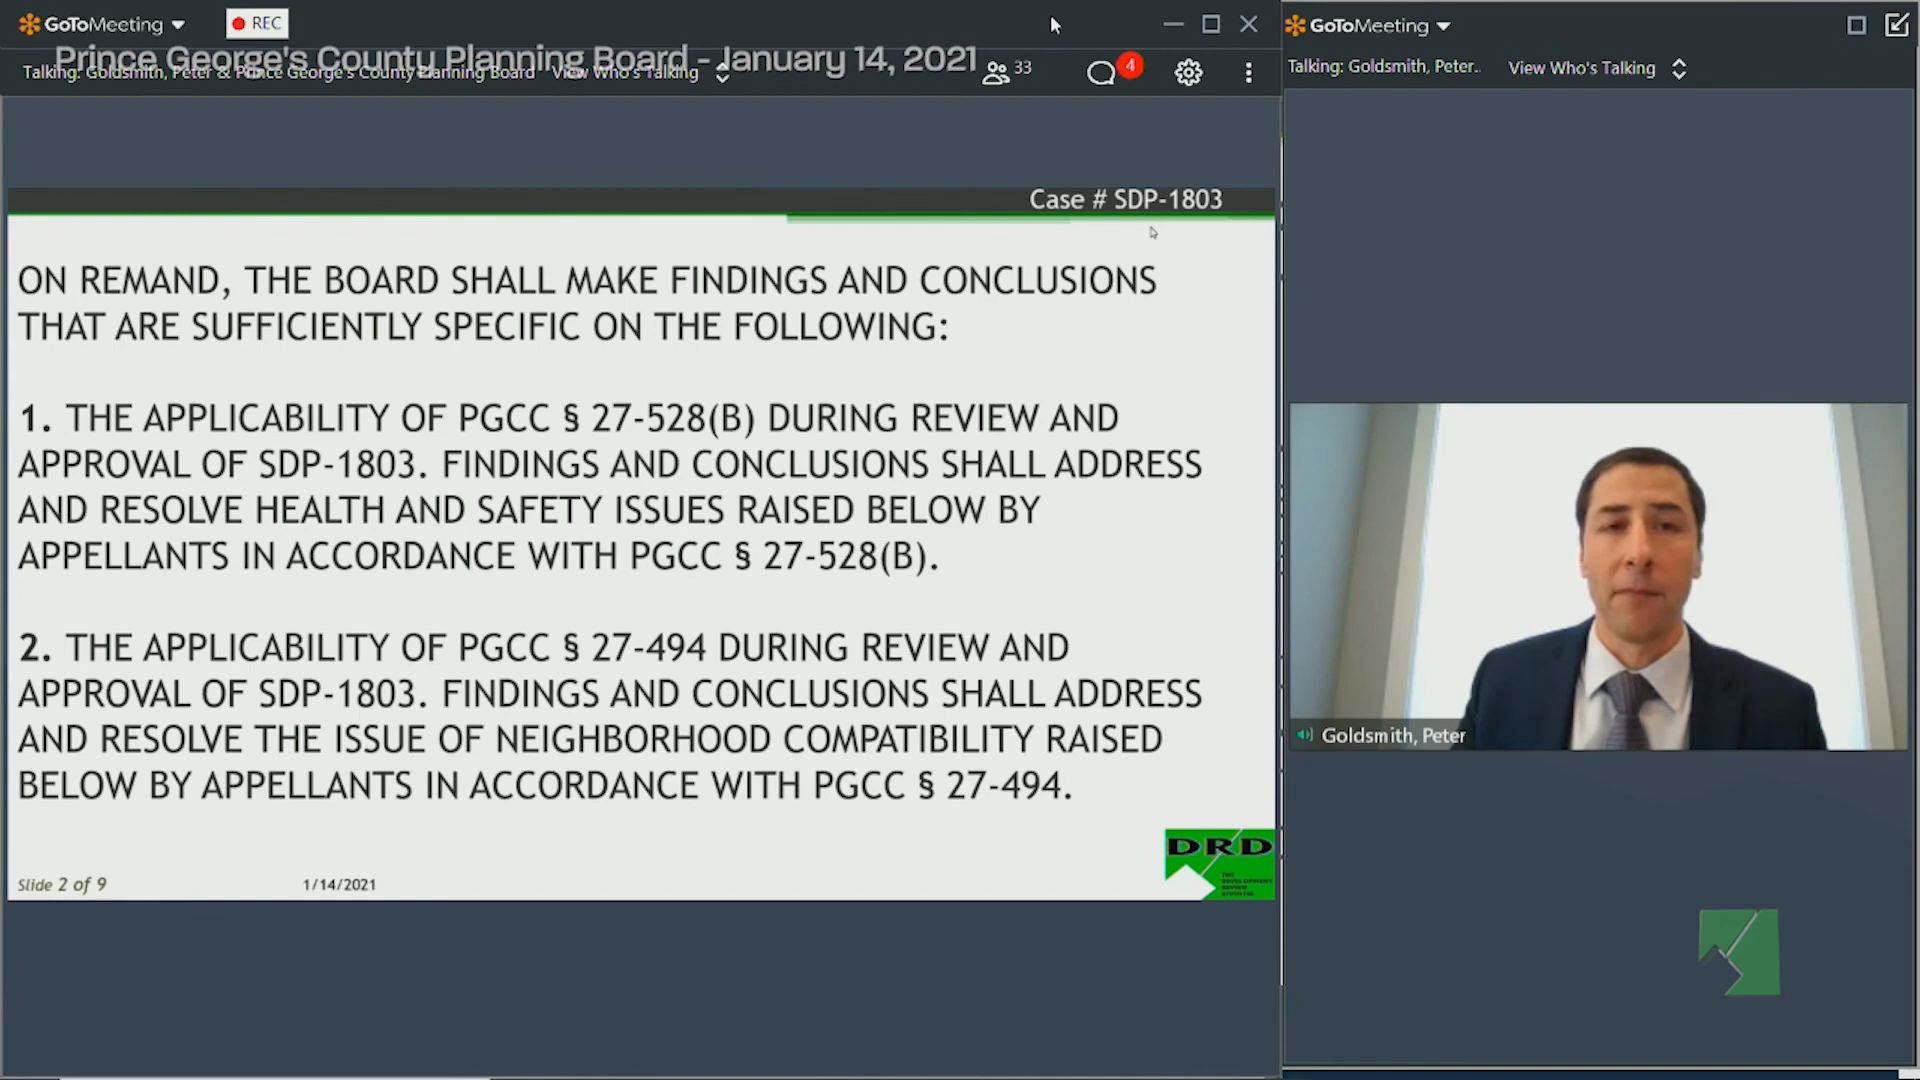 GoToMeeting
REC
Prince George's County Planning Board - January 14, 2021
Talking: Goldsmith, Peter & Prince George's County Planning Board
View Who's Talking
33
4
GoToMeeting
Talking: Goldsmith, Peter..
View Who's Talking
Case # SDP-1803
ON REMAND, THE BOARD SHALL MAKE FINDINGS AND CONCLUSIONS
THAT ARE SUFFICIENTLY SPECIFIC ON THE FOLLOWING:
1. THE APPLICABILITY OF PGCC § 27-528(B) DURING REVIEW AND
APPROVAL OF SDP-1803. FINDINGS AND CONCLUSIONS SHALL ADDRESS
AND RESOLVE HEALTH AND SAFETY ISSUES RAISED BELOW BY
APPELLANTS IN ACCORDANCE WITH PGCC § 27-528(B).
2. THE APPLICABILITY OF PGCC § 27-494 DURING REVIEW AND
APPROVAL OF SDP-1803. FINDINGS AND CONCLUSIONS SHALL ADDRESS
AND RESOLVE THE ISSUE OF NEIGHBORHOOD COMPATIBILITY RAISED
BELOW BY APPELLANTS IN ACCORDANCE WITH PGCC § 27-494.
DRD
THE
DEVELOPMENT
REVIEW
DIVISION
Slide 2 of 9
1/14/2021
Goldsmith, Peter